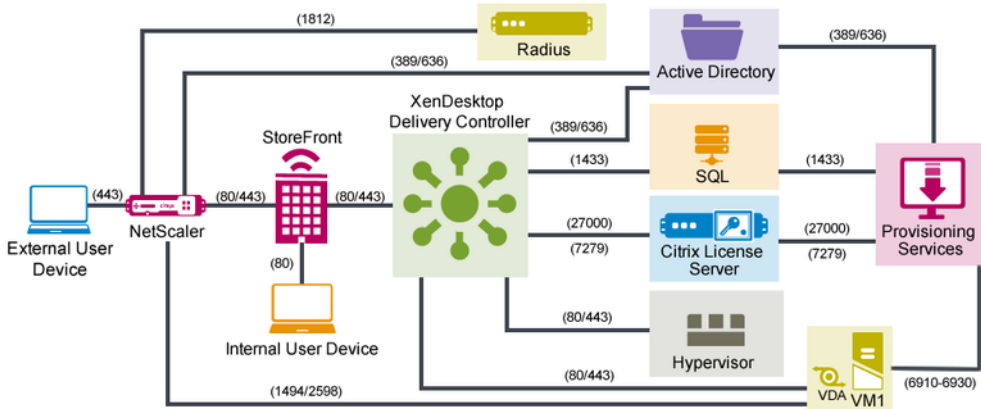 (1812)
Radius
(389/636)
Active Directory
(389/636)
XenDesktop
Delivery Controller
(389/636)
StoreFront
(1433)
SQL
(1433)
(443)
NetScaler
(80/443)
(80/443)
External User
Device
(80)
Internal User Device
(27000)
(7279)
Citrix License
Server
(27000)
(7279)
Provisioning
Services
(80/443)
Hypervisor
(80/443)
VDA
VM1
(6910-6930)
(1494/2598)